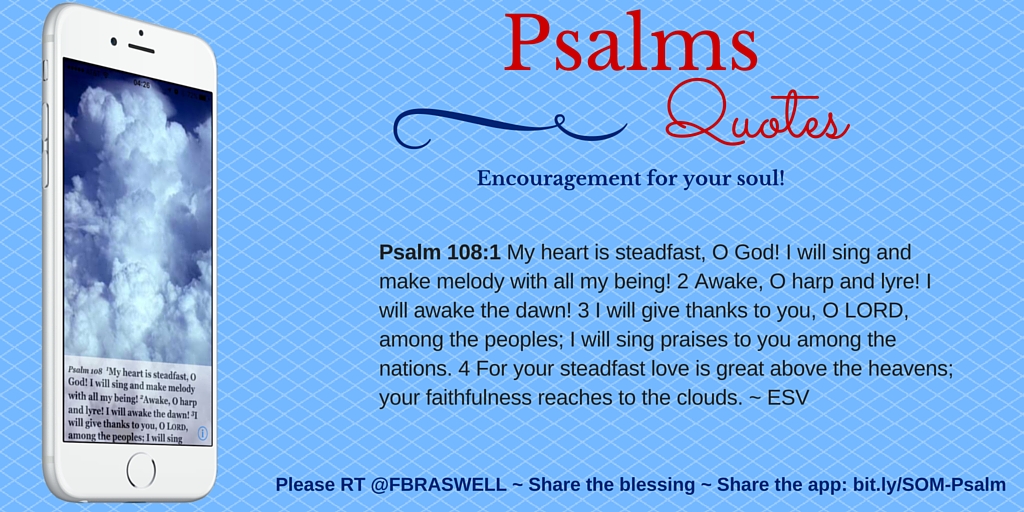 Psalms
Quotes
Encouragement for your soul!
Psalm 108:1 My heart is steadfast, O God! I will sing and
make melody with all my being! 2 Awake, O harp and lyre! I
will awake the dawn! 3 I will give thanks to you, O LORD,
among the peoples; I will sing praises to you among the
nations. 4 For your steadfast love is great above the heavens;
your faithfulness reaches to the clouds. ~ ESV
04:26
Psalm 108 ¹My heart is steadfast, O
God! I will sing and make melody
with all my being! ²Awake, O harp
and lyre! I will awake the dawn! ³I
will give thanks to you, O LORD,
among the peoples; I will sing
Please RT @FBRASWELL ~ Share the blessing ~ Share the app: bit.ly/SOM-Psalm